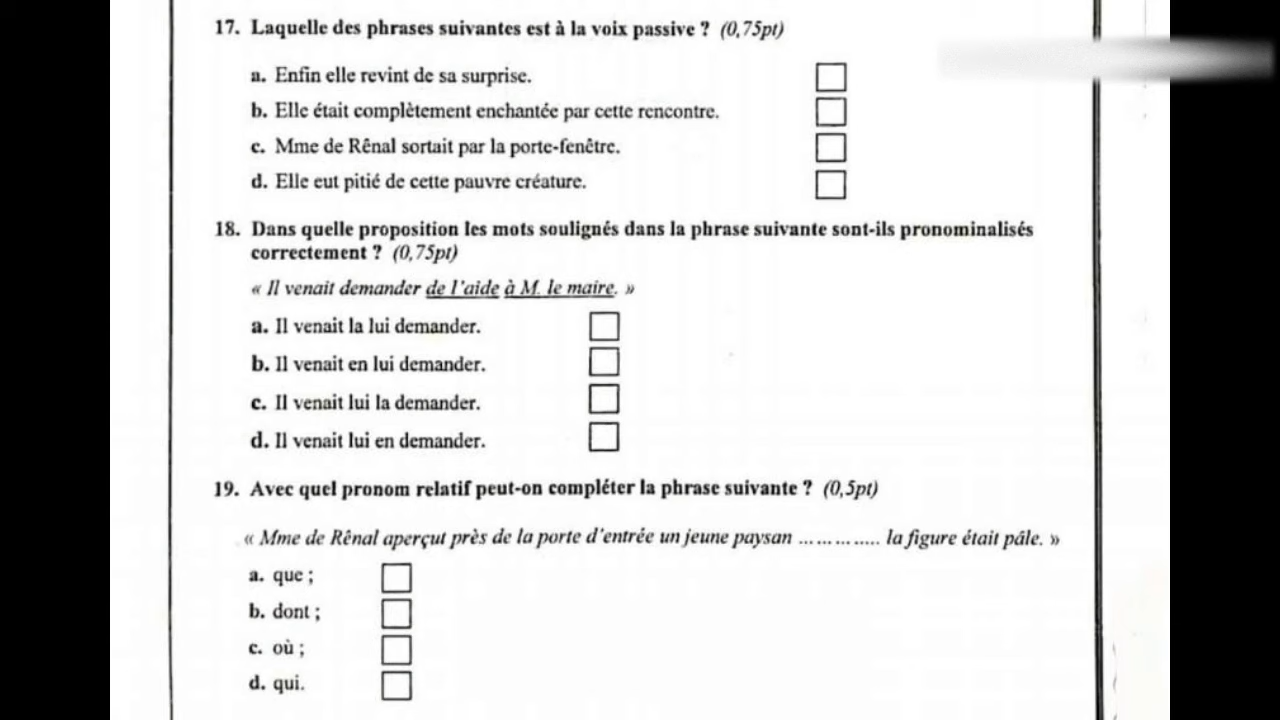 17. Laquelle des phrases suivantes est à la voix passive ? (0,75pt)
a. Enfin elle revint de sa surprise.
b. Elle était complètement enchantée par cette rencontre.
c. Mme de Rênal sortait par la porte-fenêtre.
d. Elle eut pitié de cette pauvre créature.
18. Dans quelle proposition les mots soulignés dans la phrase suivante sont-ils pronominalisés
correctement ? (0,75pt)
« Il venait demander de l'aide à M. le maire. »
a. Il venait la lui demander.
b. Il venait en lui demander.
c. Il venait lui la demander.
d. Il venait lui en demander.
19. Avec quel pronom relatif peut-on compléter la phrase suivante ? (0,5pt)
« Mme de Rênal aperçut près de la porte d'entrée un jeune paysan .............. la figure était pâle. »
a. que ;
b. dont ;
c. où ;
d. qui.